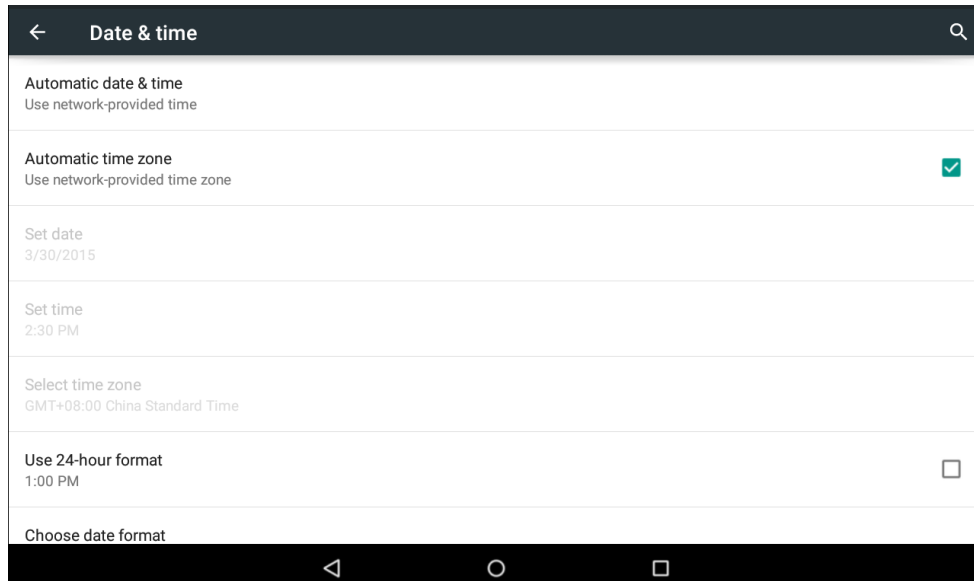 Date & time
Automatic date & time
Use network-provided time
Automatic time zone
Use network-provided time zone
Set date
3/30/2015
Set time
2:30 PM
Select time zone
GMT+08:00 China Standard Time
Use 24-hour format
1:00 PM
Choose date format